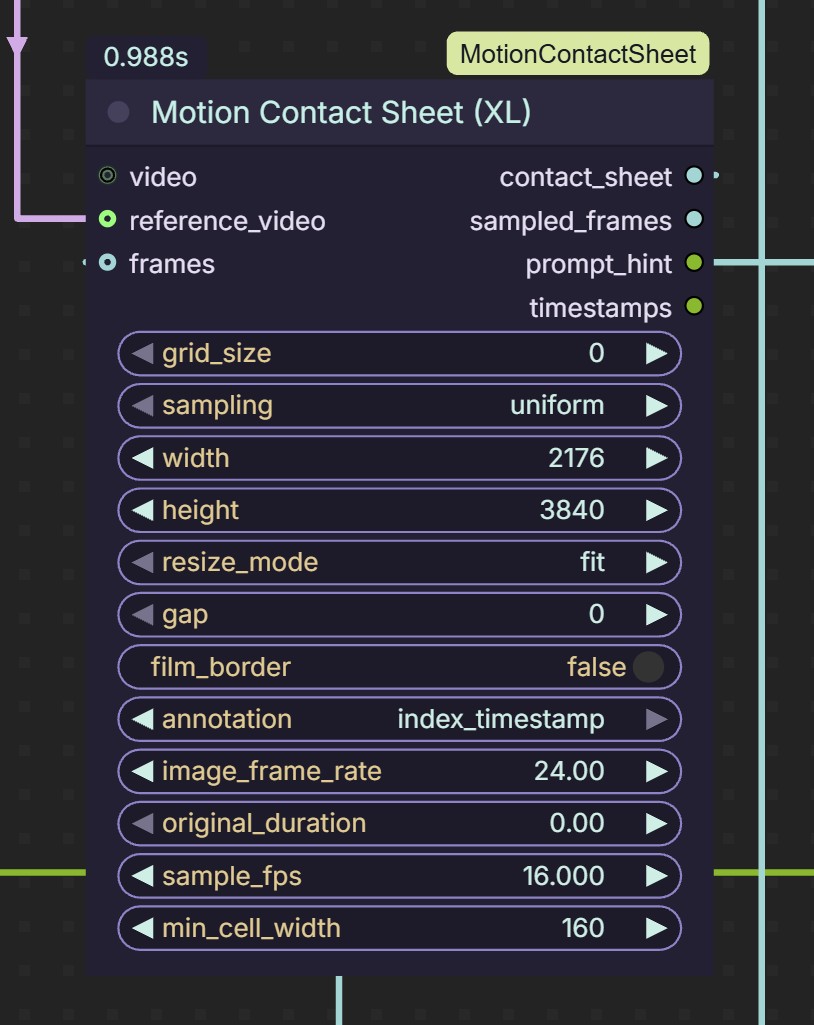 0.988s
MotionContactSheet
Motion Contact Sheet (XL)
video
contact_sheet
reference_video
sampled_frames
frames
prompt_hint
timestamps
grid_size 0
sampling uniform
width 2176
height 3840
resize_mode fit
gap 0
film_border false
annotation index_timestamp
image_frame_rate 24.00
original_duration 0.00
sample_fps 16.000
min_cell_width 160